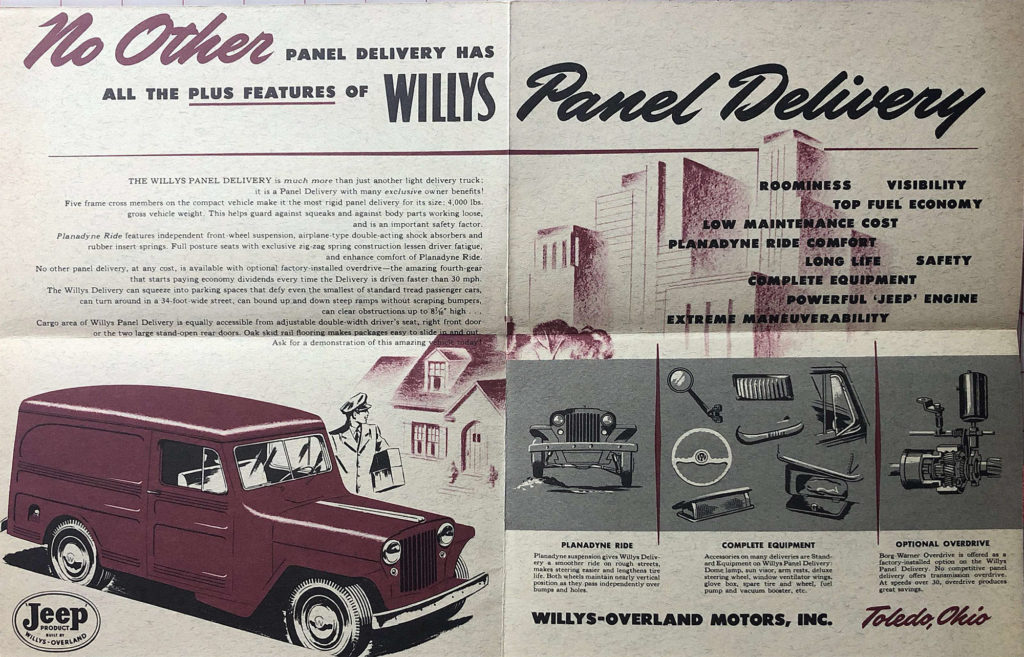 No Other PANEL DELIVERY HAS
ALL THE PLUS FEATURES OF WILLYS Panel Delivery
THE WILLYS PANEL DELIVERY is much more than just another light delivery truck;
it is a Panel Delivery with many exclusive owner benefits!
Five frame cross members on the compact vehicle make it the most rigid panel delivery for its size; 4,000 lbs.
gross vehicle weight. This helps guard against squeaks and against body parts working loose,
and is an important safety factor.
Planadyne Ride features independent front-wheel suspension, airplane-type double-acting shock absorbers and
rubber insert springs. Full posture seats with exclusive zig-zag spring construction lessen driver fatigue,
and enhance comfort of Planadyne Ride.
No other panel delivery, at any cost, is available with optional factory-installed overdrive—the amazing fourth-gear
that starts paying economy dividends every time the Delivery is driven faster than 30 mph.
The Willys Delivery can squeeze into parking spaces that defy even the smallest of standard tread passenger cars,
can turn around in a 34-foot-wide street, can bound up and down steep ramps without scraping bumpers,
can clear obstructions up to high . . .
Cargo area of Willys Panel Delivery is equally accessible from adjustable double-width driver's seat, right front door
or the two large stand-open rear doors. Oak skid rail flooring makes packages easy to slide in and out.
Ask for a demonstration of this amazing vehicle today!
ROOMINESS VISIBILITY
TOP FUEL ECONOMY
LOW MAINTENANCE COST
PLANADYNE RIDE COMFORT
LONG LIFE SAFETY
COMPLETE EQUIPMENT
POWERFUL 'JEEP' ENGINE
EXTREME MANEUVERABILITY
PLANADYNE RIDE
Planadyne suspension gives Willys Deliv-
ery a smoother ride on rough streets,
makes steering easier and lengthens tire
life. Both wheels maintain nearly vertical
position as they pass independently over
bumps and holes.
COMPLETE EQUIPMENT
Accessories on many deliveries are Stand-
ard Equipment on Willys Panel Delivery:
Dome lamp, sun visor, arm rests, deluxe
steering wheel, window ventilator wings,
glove box, spare tire and wheel, fuel
pump and vacuum booster, etc.
OPTIONAL OVERDRIVE
Borg-Warner Overdrive is offered as a
factory-installed option on the Willys
Panel Delivery. No competitive panel
delivery offers transmission overdrive.
At speeds over 30, overdrive produces
great savings.
Jeep
PRODUCT
BUILT BY
WILLYS-OVERLAND
WILLYS-OVERLAND MOTORS, INC. Toledo, Ohio